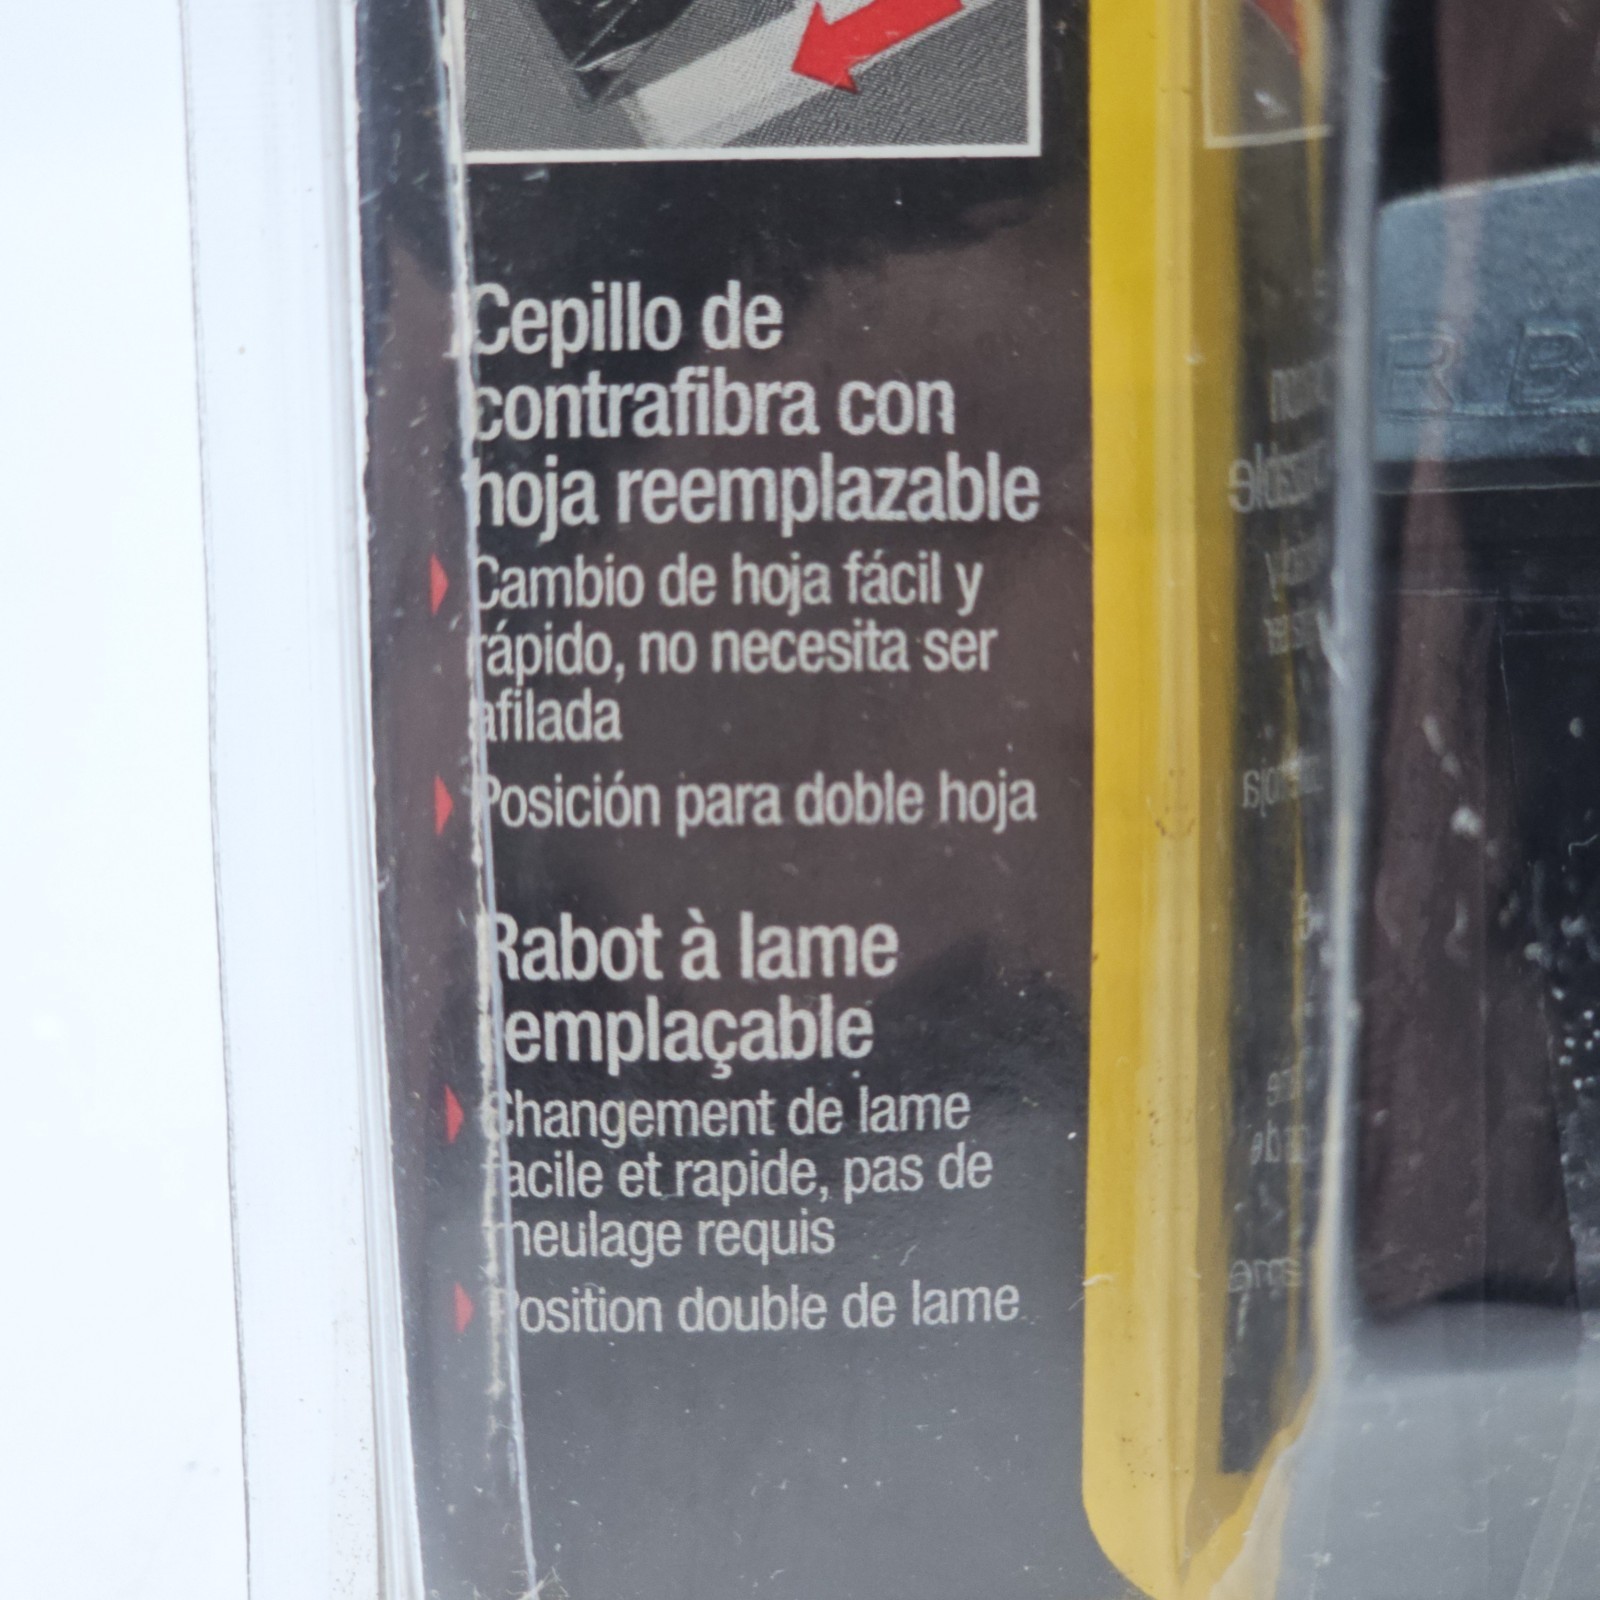 Cepillo de
contrafibra con
hoja reemplazable
Cambio de hoja fácil y
rápido, no necesita ser
afilada
Posición para doble hoja
Rabot à lame
remplaçable
Changement de lame
facile et rapide, pas de
meulage requis
Position double de lame
R B